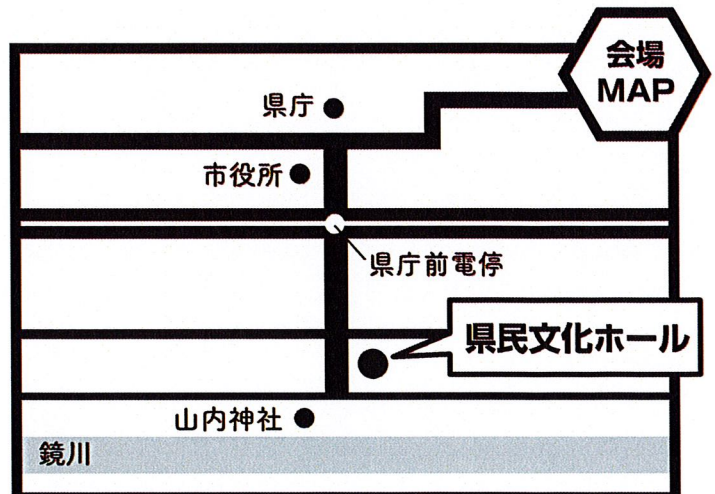 会場
MAP
県庁
市役所
県庁前電停
県民文化ホール
山内神社
鏡川